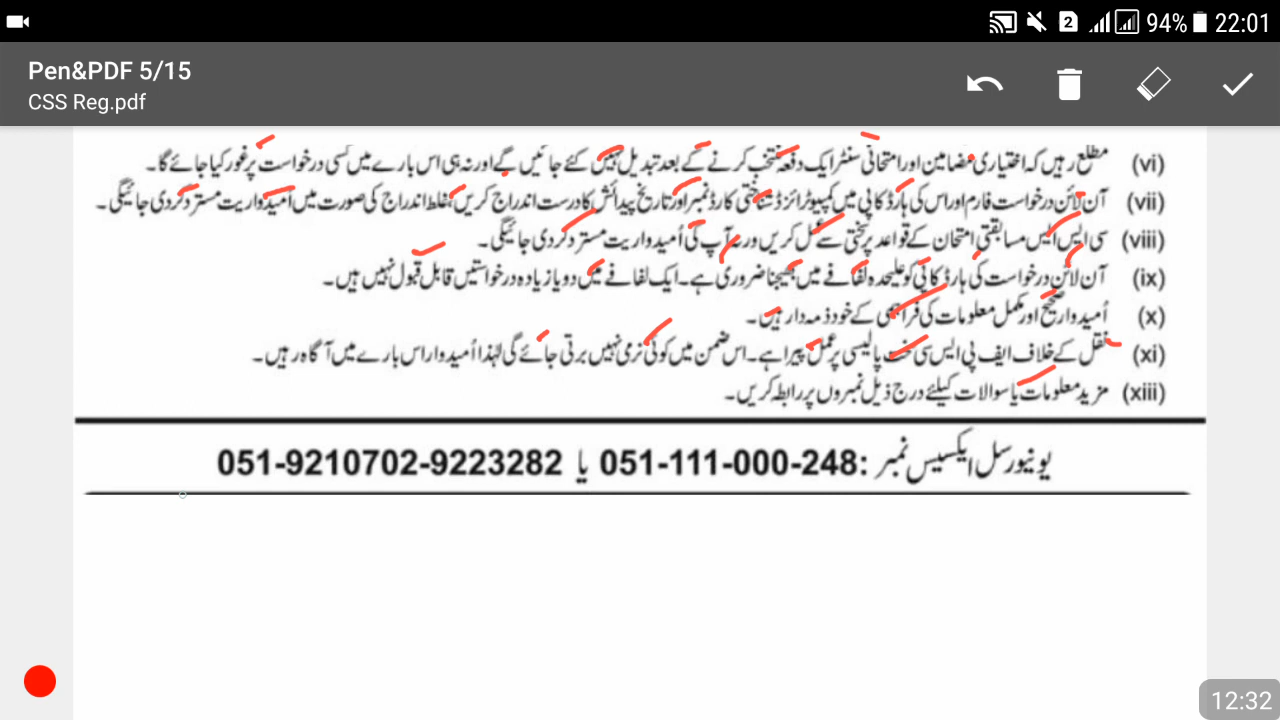 94% 22:01
Pen&PDF 5/15
CSS Reg.pdf
(vi) مطلع رہیں کہ اختیاری مضامین اور امتحانی سنٹر ایک دفعہ منتخب کرنے کے بعد تبدیل نہیں کئے جائیں گے اور نہ ہی اس بارے میں کسی درخواست پر غور کیا جائے گا۔
(vii) آن لائن درخواست فارم اور اس کی ہارڈ کاپی میں کمپیوٹرائزڈ شناختی کارڈ نمبر اور تاریخ پیدائش کا درست اندراج کریں، غلط اندراج کی صورت میں اُمیدواریت مسترد کردی جائیگی۔
(viii) سی ایس ایس مسابقتی امتحان کے قواعد پر سختی سے عمل کریں ورنہ آپ کی اُمیدواریت مسترد کردی جائیگی۔
(ix) آن لائن درخواست کی ہارڈ کاپی کو علیحدہ لفافے میں بھیجنا ضروری ہے۔ ایک لفافے میں دو یا زیادہ درخواستیں قابل قبول نہیں ہیں۔
(x) اُمیدوار صحیح اور مکمل معلومات کی فراہمی کے خود ذمہ دار ہیں۔
(xi) نقل کے خلاف ایف پی ایس سی سخت پالیسی پر عمل پیرا ہے۔ اس ضمن میں کوئی نرمی نہیں برتی جائے گی لہٰذا اُمیدوار اس بارے میں آگاہ رہیں۔
(xiii) مزید معلومات یا سوالات کیلئے درج ذیل نمبروں پر رابطہ کریں۔
یونیورسل ایکسیس نمبر :051-111-000-248 یا 051-9210702-9223282
12:32